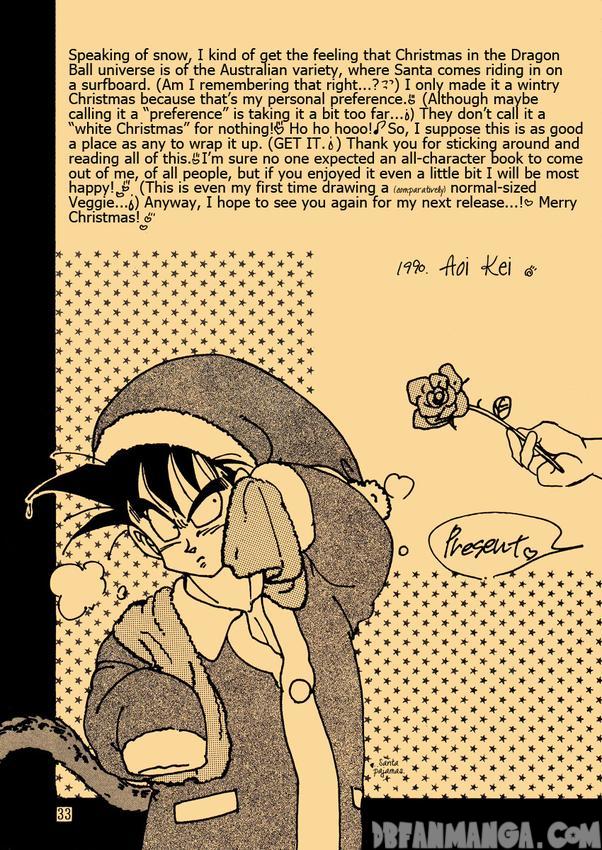 Speaking of snow, I kind of get the feeling that Christmas in the Dragon
Ball universe is of the Australian variety, where Santa comes riding in on
a surfboard. (Am I remembering that right...?) I only made it a wintry
Christmas because that's my personal preference. (Although maybe
calling it a “preference” is taking it a bit too far...) They don't call it a
“white Christmas” for nothing! Ho ho hooo!♪ So, I suppose this is as good
a place as any to wrap it up. (GET IT.) Thank you for sticking around and
reading all of this. I'm sure no one expected an all-character book to come
out of me, of all people, but if you enjoyed it even a little bit I will be most
happy! (This is even my first time drawing a (comparatively) normal-sized
Veggie...) Anyway, I hope to see you again for my next release...!♡ Merry
Christmas!
1990. Aoi Kei
Present♡
Santa
pajamas.
33
DBFANMANGA.COM